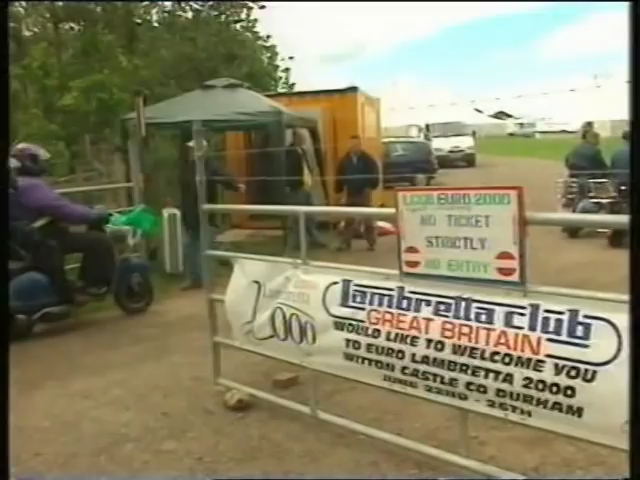 LCGB EURO 2000
NO TICKET
STRICTLY
NO ENTRY
2000
Lambretta club
GREAT BRITAIN
WOULD LIKE TO WELCOME YOU
TO EURO LAMBRETTA 2000
WITTON CASTLE CO DURHAM
JUNE 22ND - 26TH